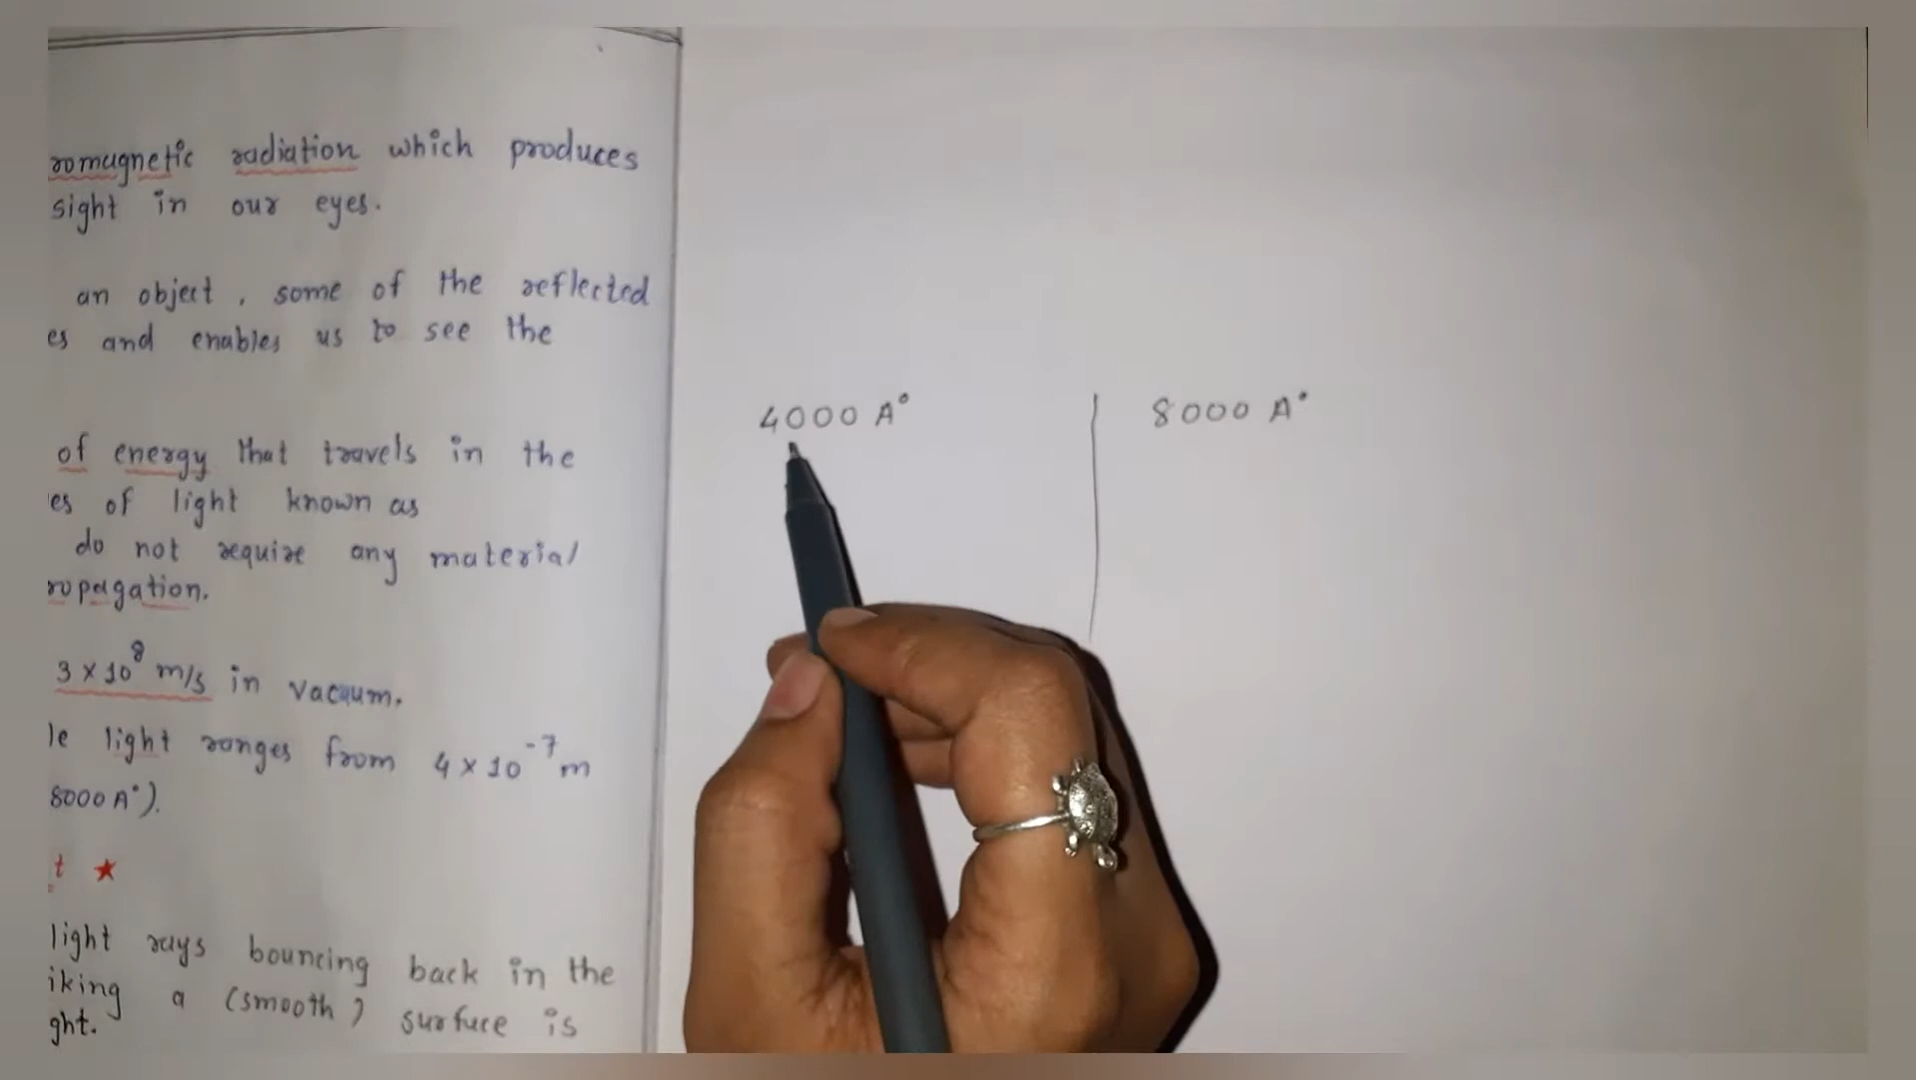 romagnetic radiation which produces
sight in our eyes.
an object, some of the reflected
es and enables us to see the
of energy that travels in the
es of light known as
do not require any material
ropagation.
3 × 10⁸ m/s in vacuum.
le light ranges from 4 × 10⁻⁷ m
8000 A°).
t ★
light rays bouncing back in the
iking a (smooth) surface is
ght.
4000 A° | 8000 A°